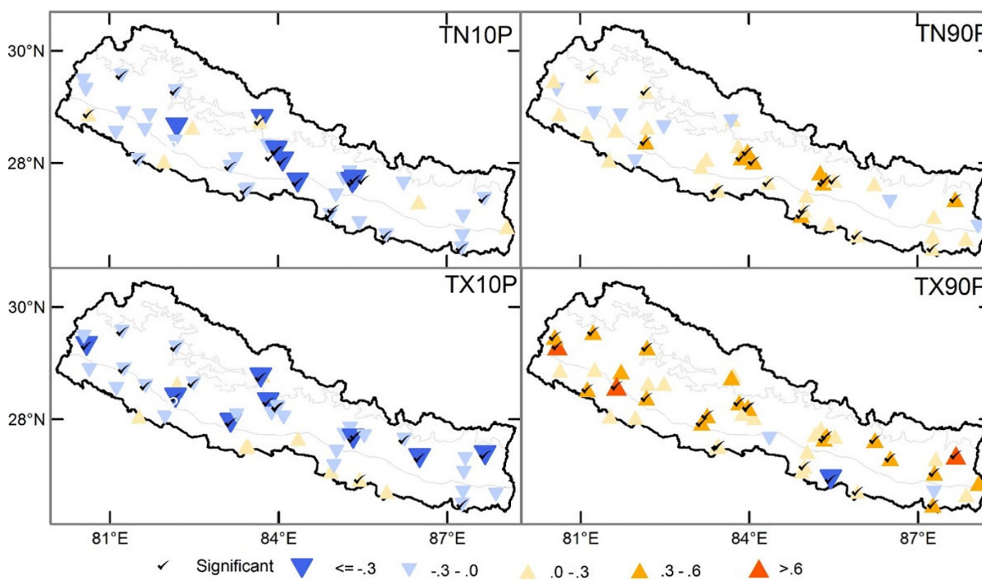 TN10P
TN90P
30°N
28°N
TX10P
TX90P
30°N
28°N
81°E 84°E 87°E 81°E 84°E 87°E
Significant <= -.3 -.3 - .0 .0 - .3 .3 - .6 >.6